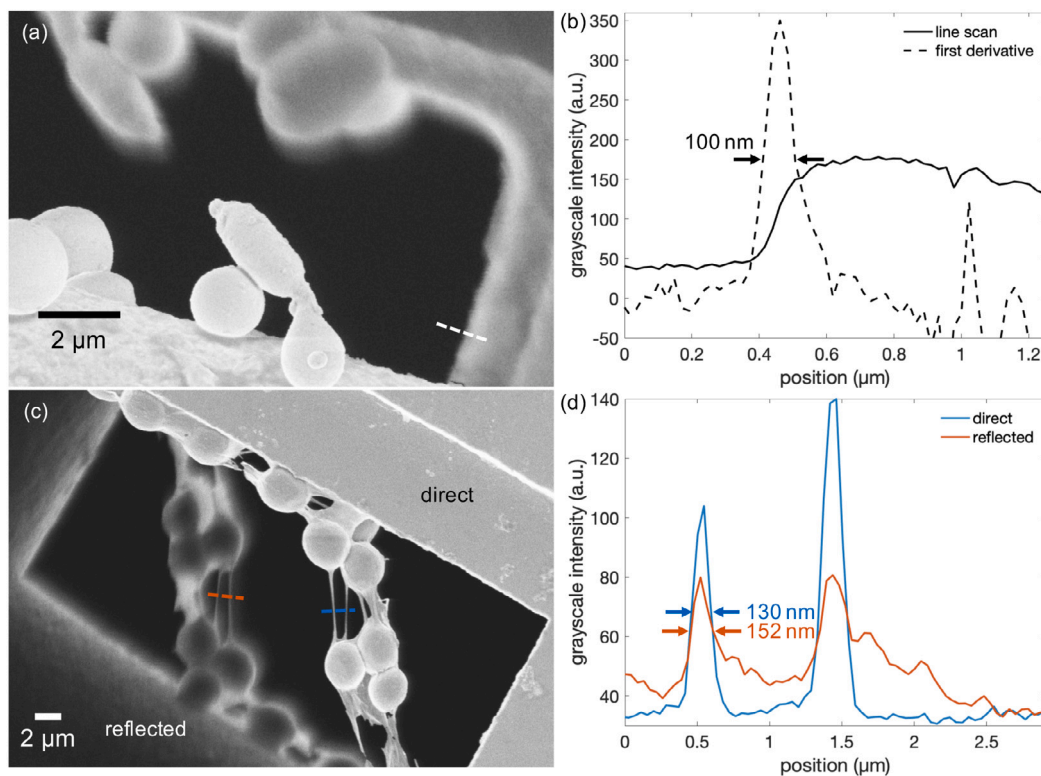 (a)
2 µm
(b)
350
300
250
200
150
100
50
0
-50
grayscale intensity (a.u.)
line scan
first derivative
100 nm
0
0.2
0.4
0.6
0.8
1
1.2
position (µm)
(c)
direct
reflected
2 µm
(d)
140
120
100
80
60
40
grayscale intensity (a.u.)
direct
reflected
130 nm
152 nm
0
0.5
1
1.5
2
2.5
position (µm)